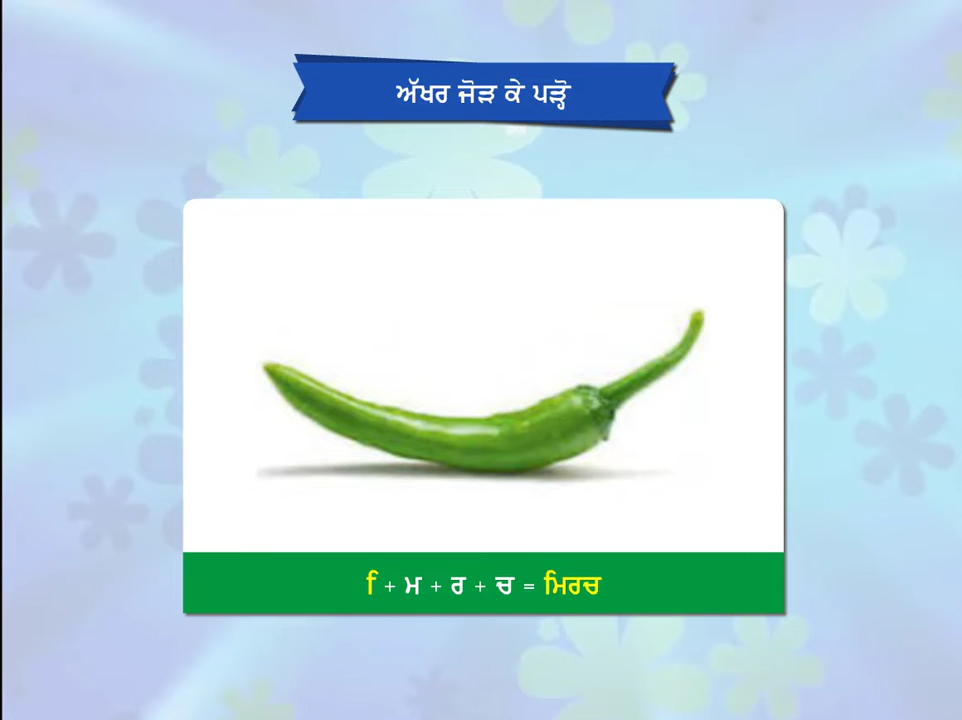 ਅੱਖਰ ਜੋੜ ਕੇ ਪੜ੍ਹੋ
ਿ + ਮ + ਰ + ਚ = ਮਿਰਚ